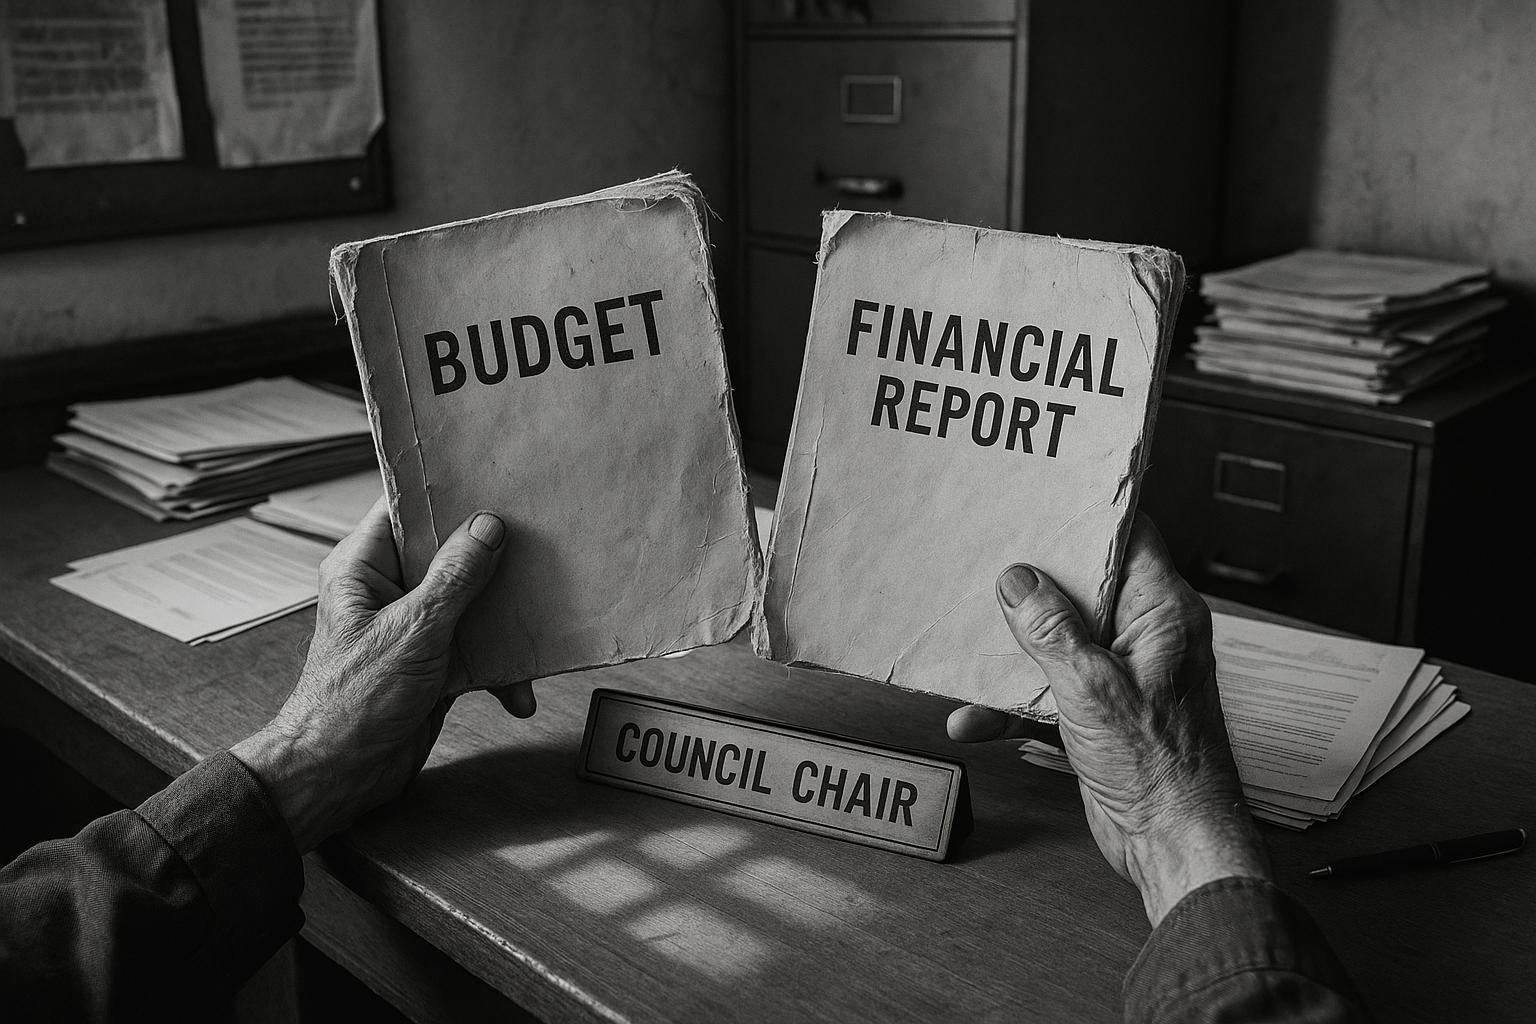 BUDGET
FINANCIAL
REPORT
COUNCIL CHAIR